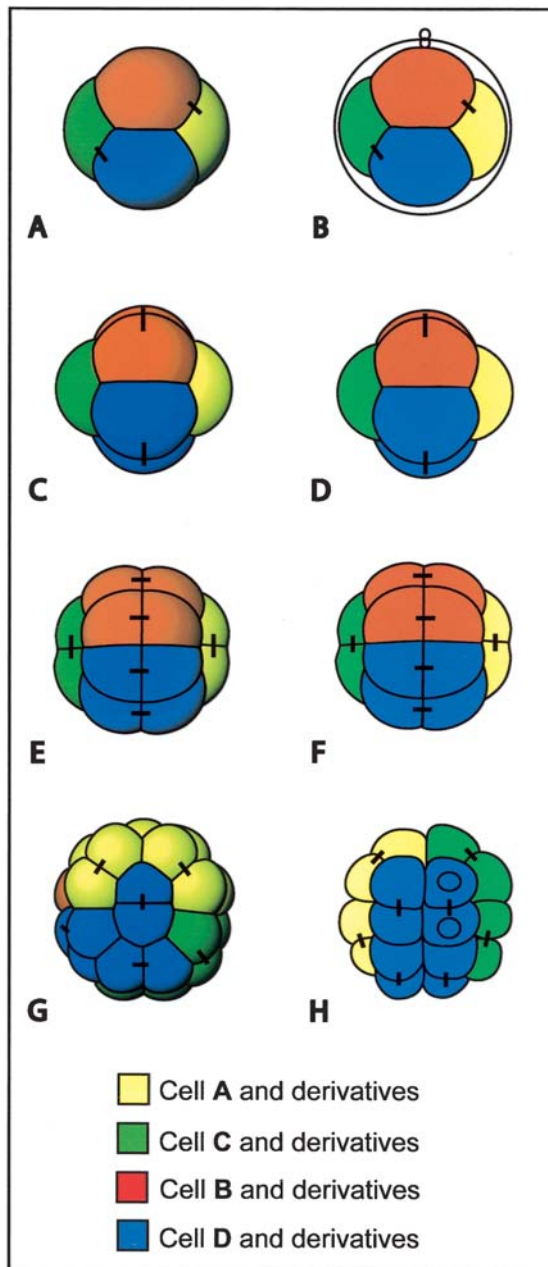 A B
C D
E F
G H
Cell A and derivatives
Cell C and derivatives
Cell B and derivatives
Cell D and derivatives